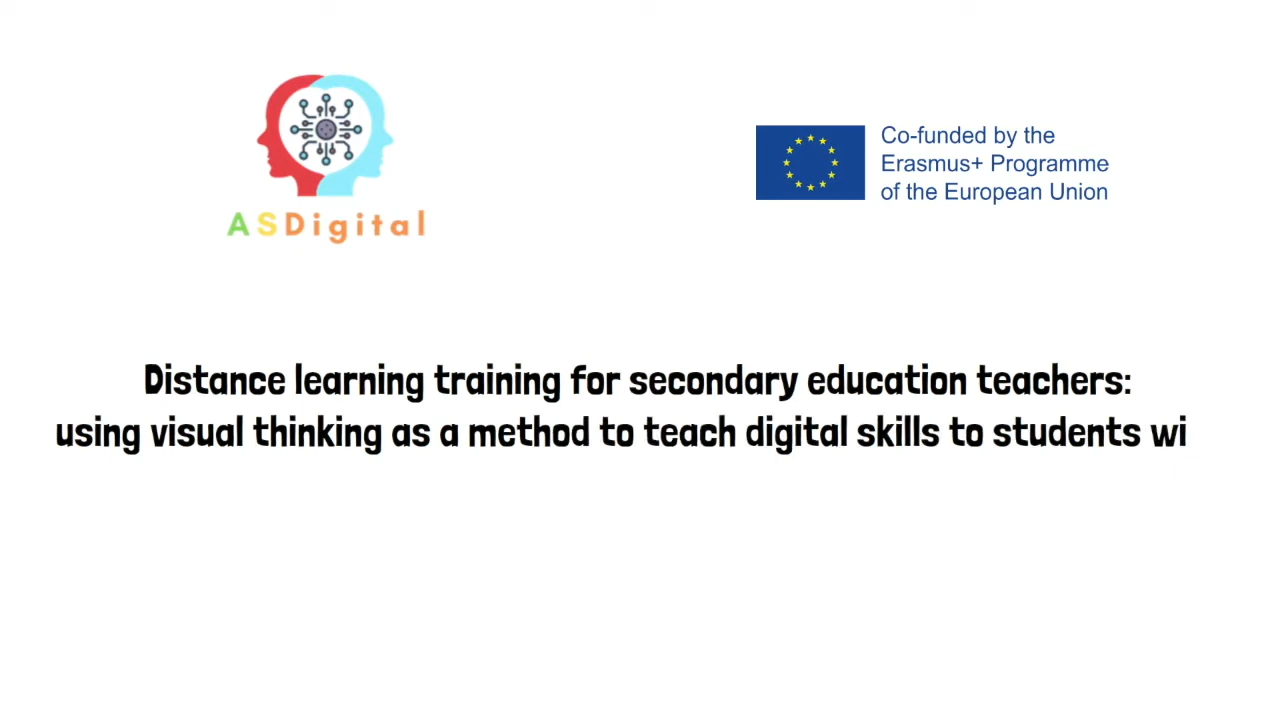 ASDigital
Co-funded by the
Erasmus+ Programme
of the European Union
Distance learning training for secondary education teachers:
using visual thinking as a method to teach digital skills to students wi